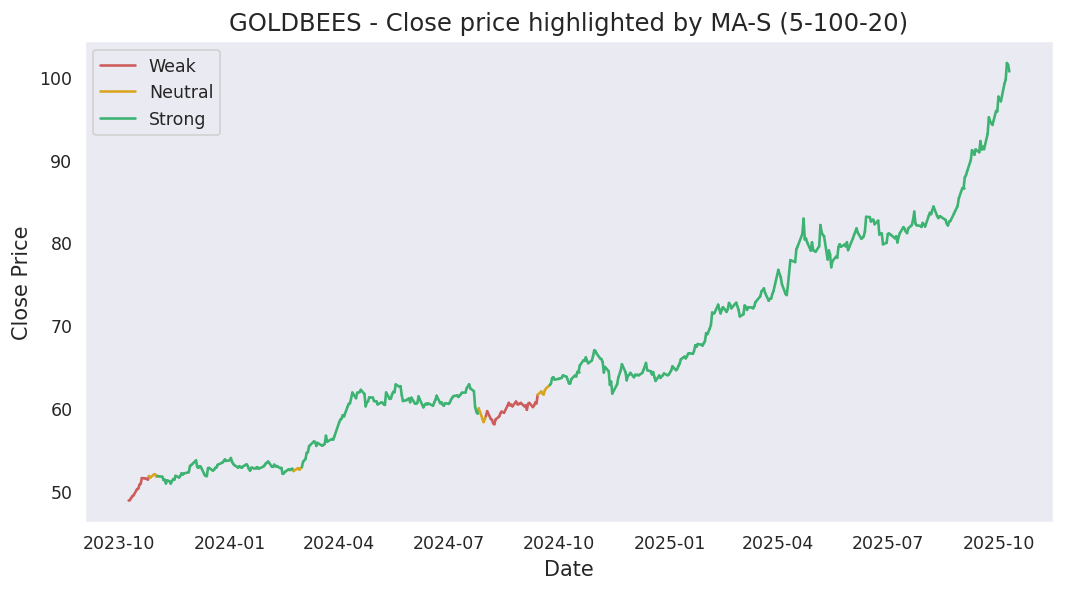 GOLDBEES - Close price highlighted by MA-S (5-100-20)
Weak
Neutral
Strong
100
90
80
70
60
50
Close Price
2023-10 2024-01 2024-04 2024-07 2024-10 2025-01 2025-04 2025-07 2025-10
Date